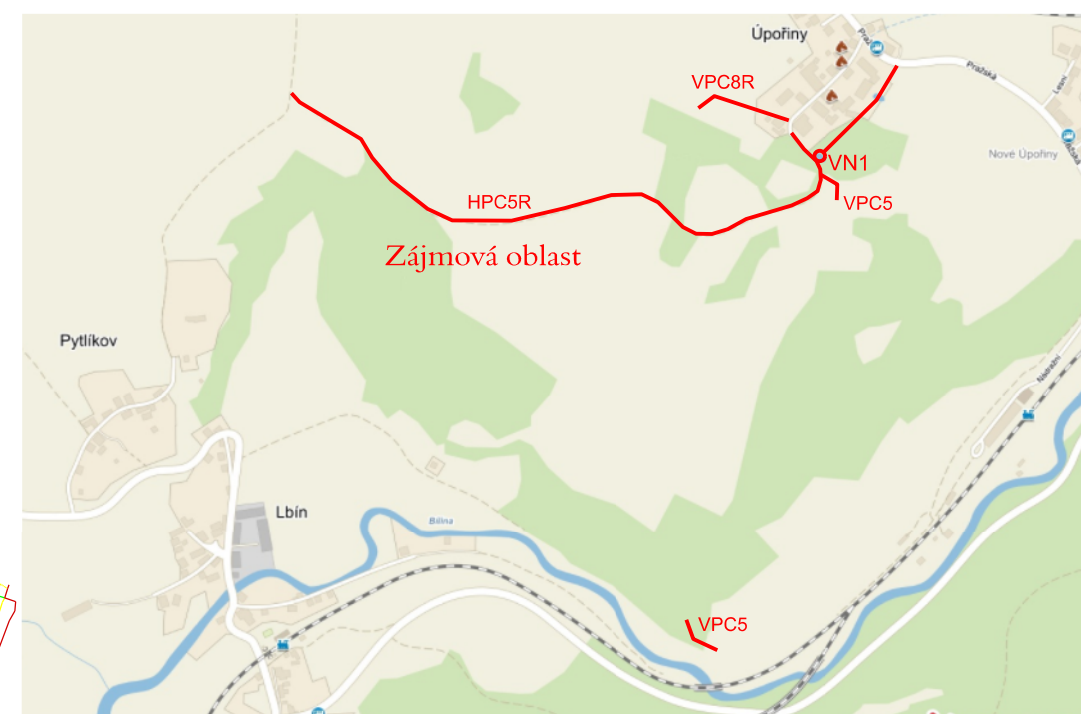 Úpořiny
Pražská
Lesní
VPC8R
VN1
Nové Úpořiny
HPC5R
VPC5
Zájmová oblast
Pytlíkov
Nádražní
Lbín
Bílina
VPC5